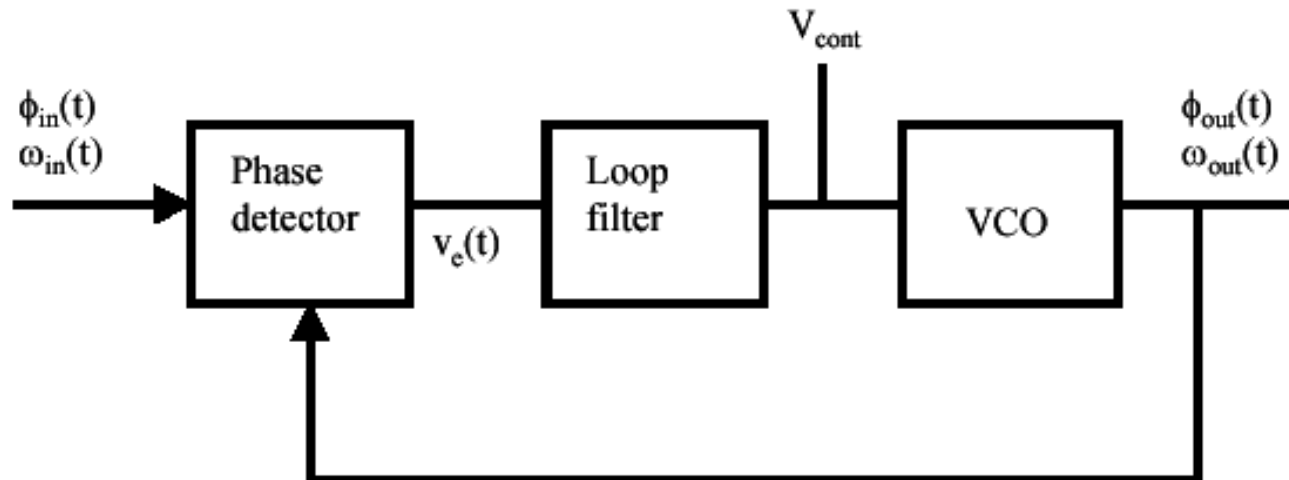 V_cont
ϕ_in(t)
ω_in(t)
Phase
detector
v_e(t)
Loop
filter
VCO
ϕ_out(t)
ω_out(t)